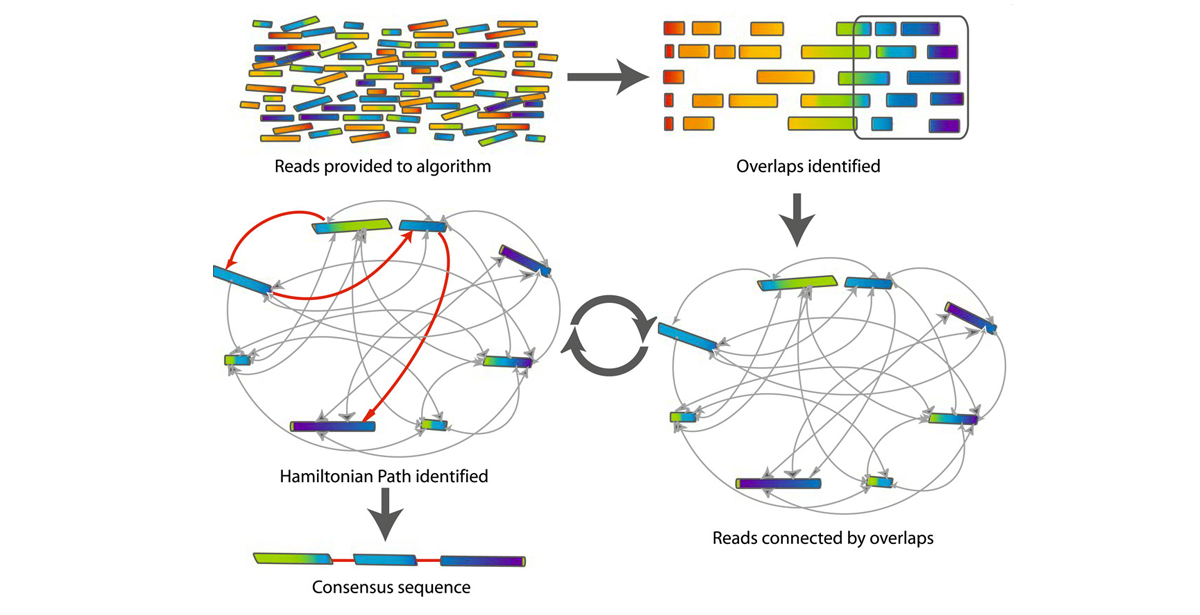 Reads provided to algorithm
Overlaps identified
Hamiltonian Path identified
Reads connected by overlaps
Consensus sequence